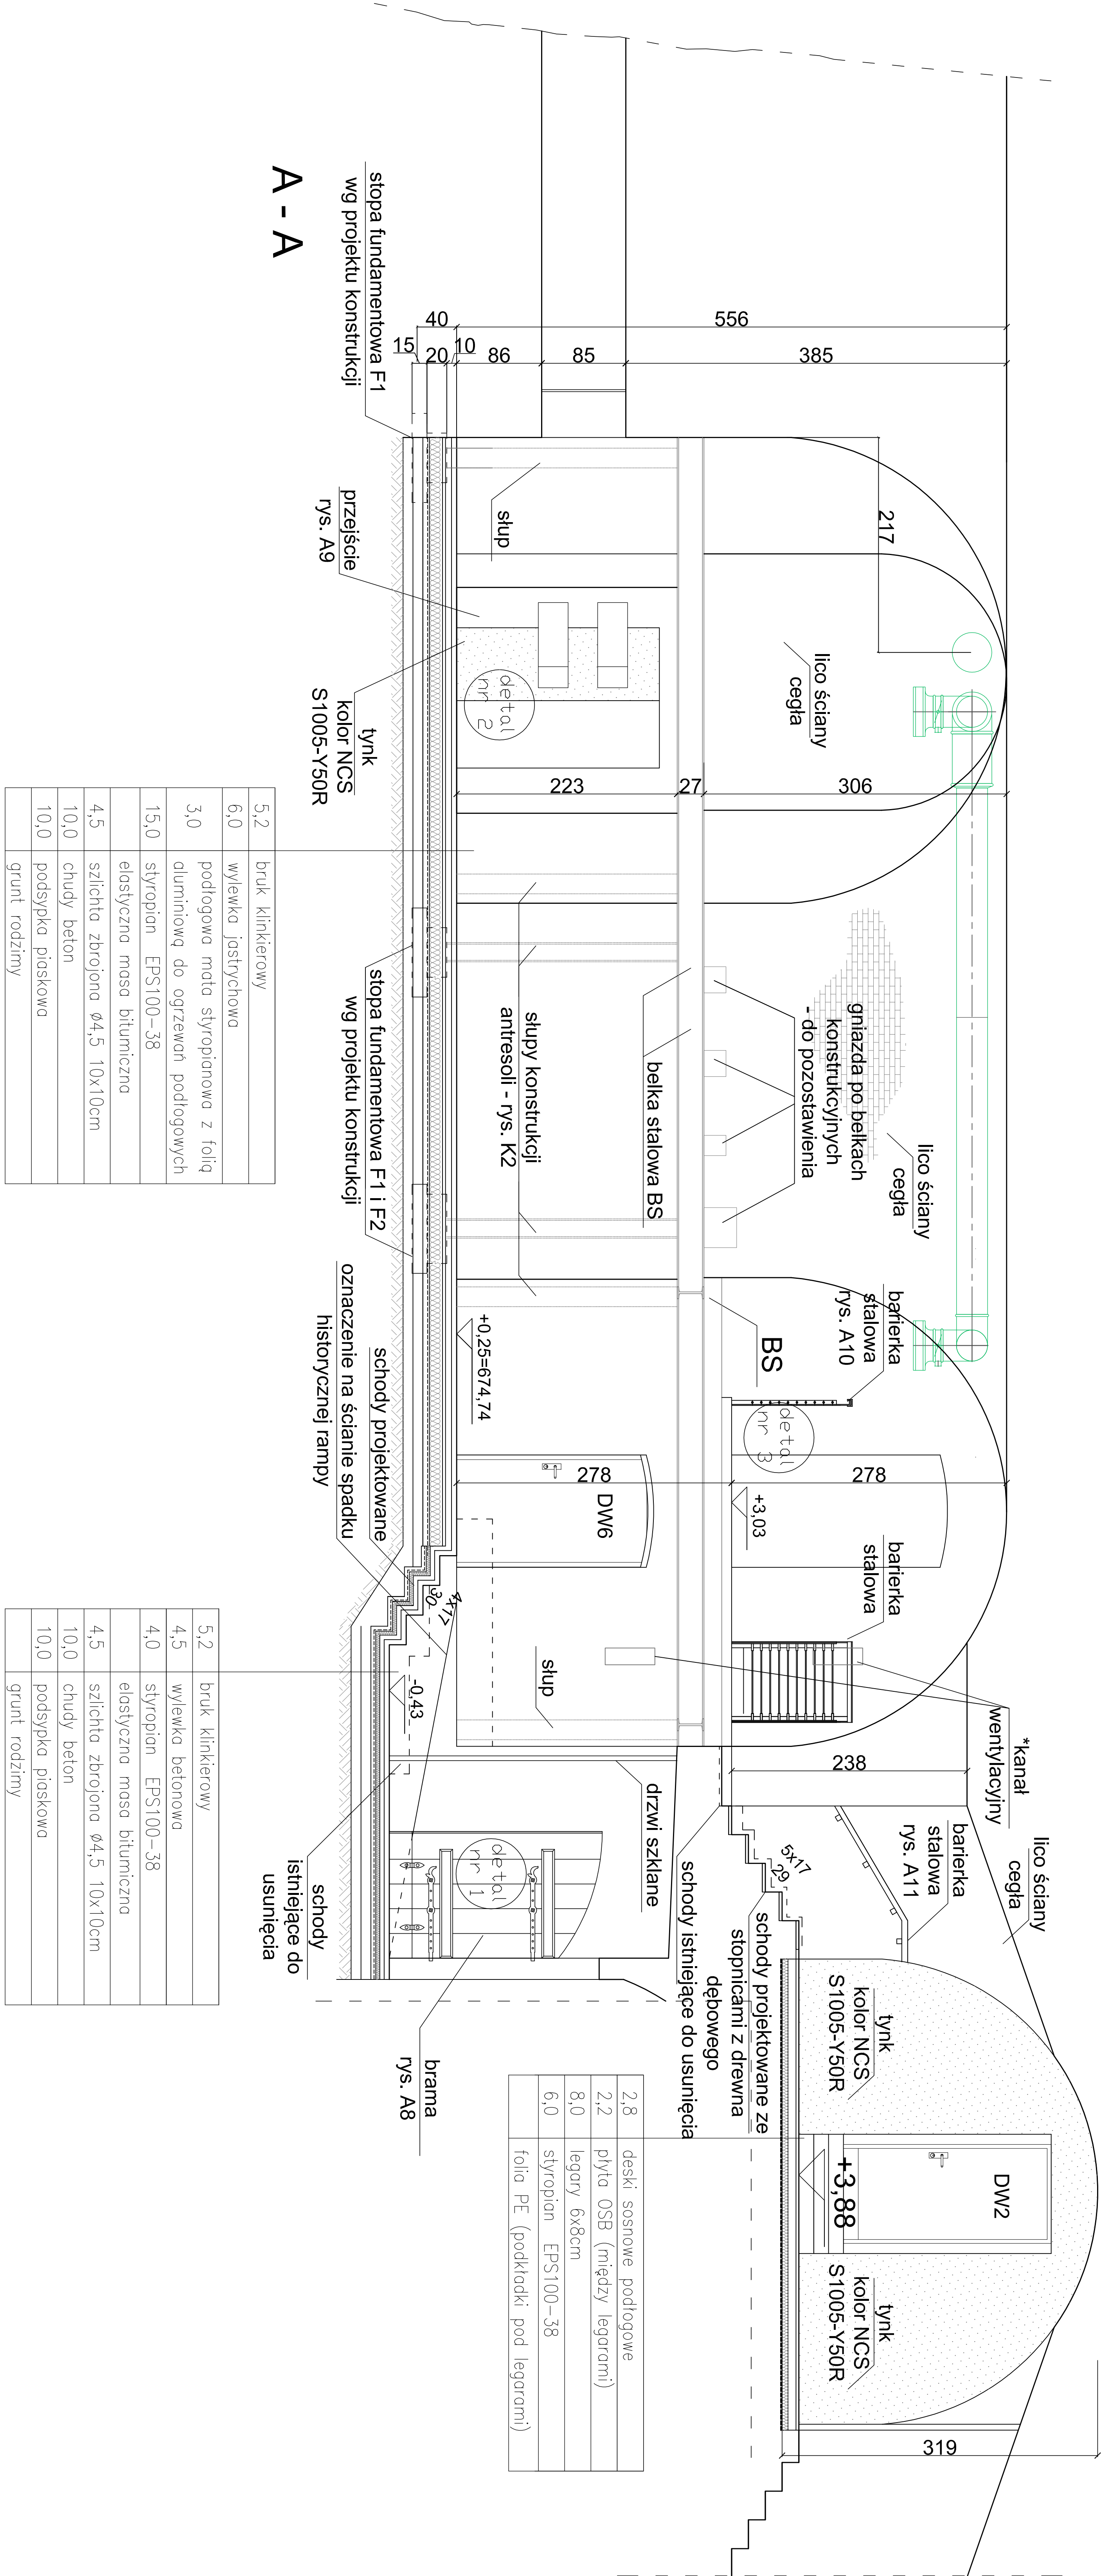 A - A
stopa fundamentowa F1
wg projektu konstrukcji
40
15
20
10
556
86
85
385
217
słup
przejście
rys. A9
tynk
kolor NCS
S1005-Y50R
detal
nr 2
lico ściany
cegła
223
27
306
gniazda po belkach
konstrukcyjnych
- do pozostawienia
lico ściany
cegła
belka stalowa BS
słupy konstrukcji
antresoli - rys. K2
stopa fundamentowa F1 i F2
wg projektu konstrukcji
barierka
stalowa
rys. A10
BS
detal
nr 3
+0,25=674,74
278
278
+3,03
DW6
barierka
stalowa
schody projektowane
oznaczenie na ścianie spadku
historycznej rampy
4x17
30
słup
-0,43
*kanał
wentylacyjny
238
drzwi szklane
detal
nr 1
schody
istniejące do
usunięcia
brama
rys. A8
lico ściany
cegła
barierka
stalowa
rys. A11
5x17
29
schody projektowane ze
stopnicami z drewna
dębowego
schody istniejące do usunięcia
tynk
kolor NCS
S1005-Y50R
DW2
+3,88
tynk
kolor NCS
S1005-Y50R
319
5,2 bruk klinkierowy
6,0 wylewka jastrychowa
3,0 podłogowa mata styropianowa z folią
aluminiową do ogrzewań podłogowych
15,0 styropian EPS100-38
elastyczna masa bitumiczna
4,5 szlichta zbrojona ø4,5 10x10cm
10,0 chudy beton
10,0 podsypka piaskowa
grunt rodzimy
5,2 bruk klinkierowy
4,5 wylewka betonowa
4,0 styropian EPS100-38
elastyczna masa bitumiczna
4,5 szlichta zbrojona ø4,5 10x10cm
10,0 chudy beton
10,0 podsypka piaskowa
grunt rodzimy
2,8 deski sosnowe podłogowe
2,2 płyta OSB (między legarami)
8,0 legary 6x8cm
6,0 styropian EPS100-38
folia PE (podkładki pod legarami)